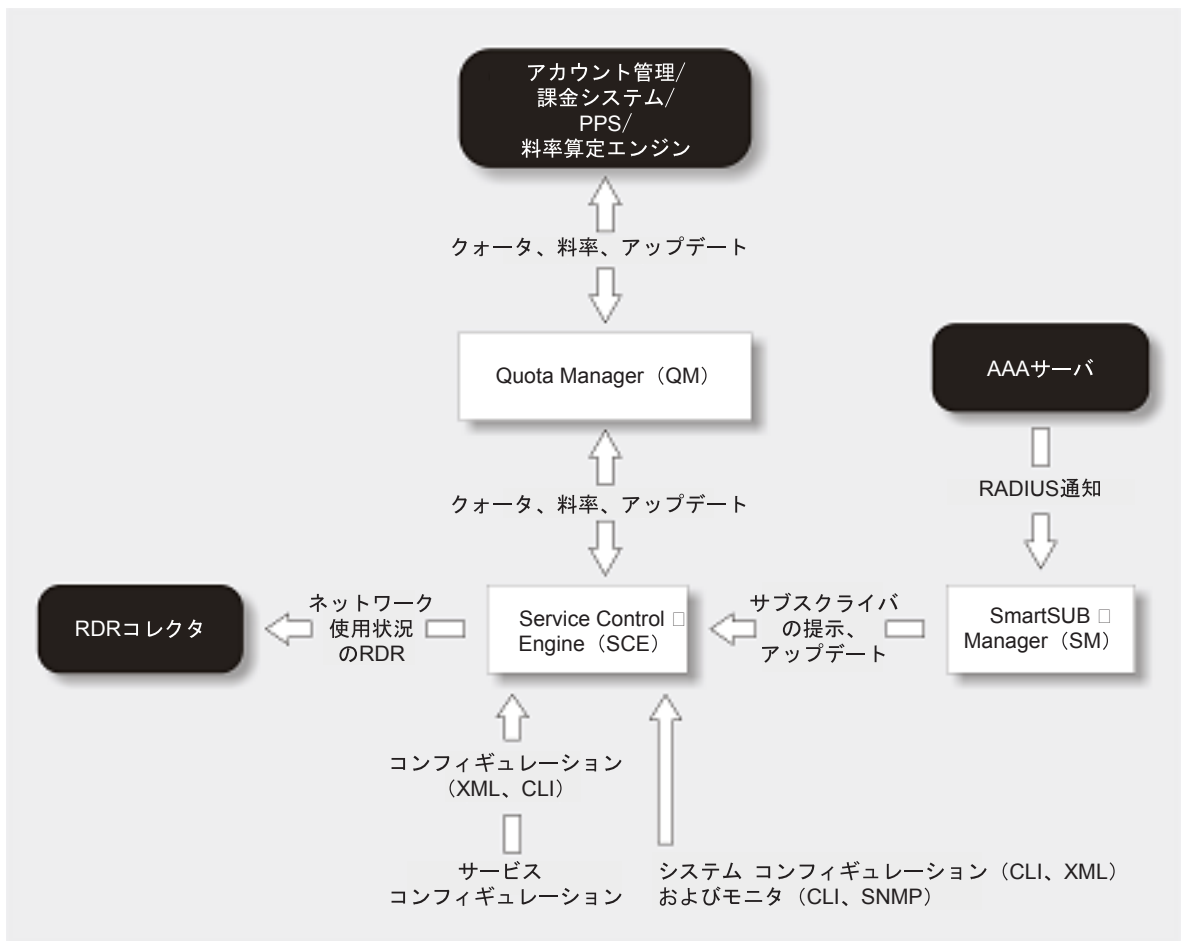 アカウント管理/
課金システム/
PPS/
料率算定エンジン
クォータ、料率、アップデート
Quota Manager（QM）
AAAサーバ
クォータ、料率、アップデート
RADIUS通知
RDRコレクタ
ネットワーク
使用状況
のRDR
Service Control □
Engine（SCE）
サブスクライバ
の提示、
アップデート
SmartSUB □
Manager（SM）
コンフィギュレーション
（XML、CLI）
サービス
コンフィギュレーション
システム コンフィギュレーション（CLI、XML）
およびモニタ（CLI、SNMP）